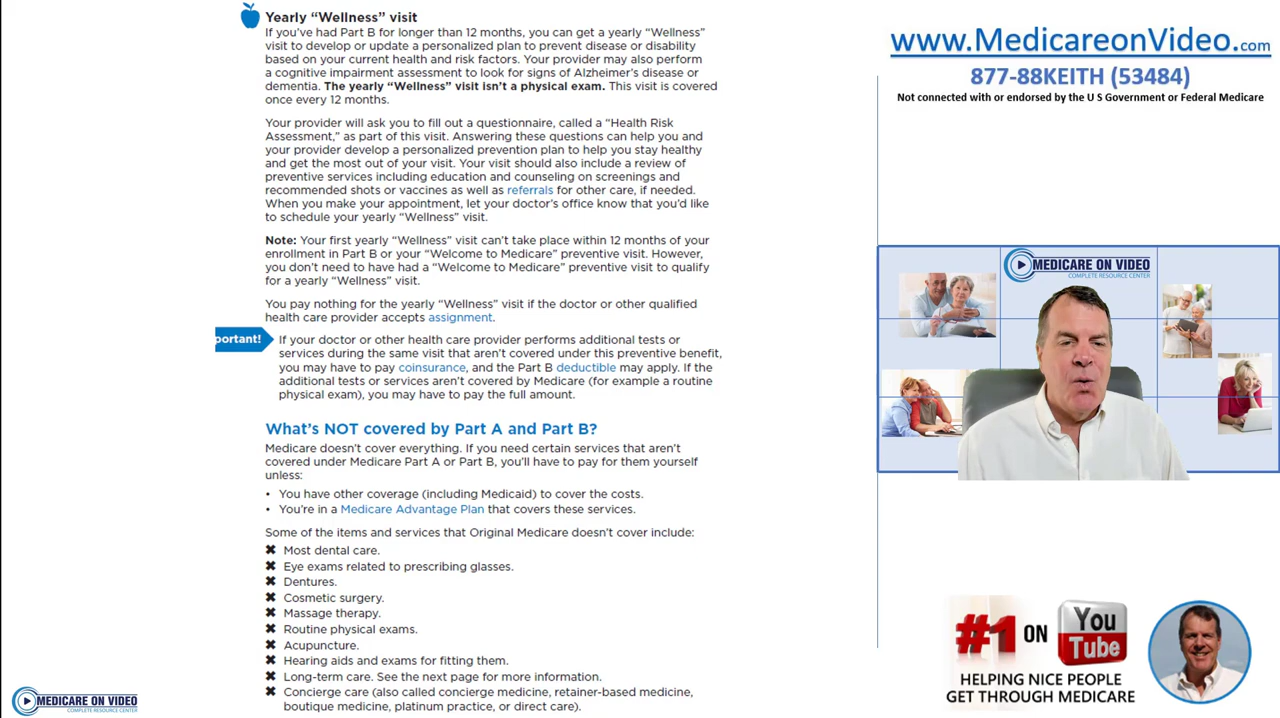 Yearly “Wellness” visit
If you’ve had Part B for longer than 12 months, you can get a yearly “Wellness”
visit to develop or update a personalized plan to prevent disease or disability
based on your current health and risk factors. Your provider may also perform
a cognitive impairment assessment to look for signs of Alzheimer’s disease or
dementia. The yearly “Wellness” visit isn’t a physical exam. This visit is covered
once every 12 months.
Your provider will ask you to fill out a questionnaire, called a “Health Risk
Assessment,” as part of this visit. Answering these questions can help you and
your provider develop a personalized prevention plan to help you stay healthy
and get the most out of your visit. Your visit should also include a review of
preventive services including education and counseling on screenings and
recommended shots or vaccines as well as referrals for other care, if needed.
When you make your appointment, let your doctor’s office know that you’d like
to schedule your yearly “Wellness” visit.
Note: Your first yearly “Wellness” visit can’t take place within 12 months of your
enrollment in Part B or your “Welcome to Medicare” preventive visit. However,
you don’t need to have had a “Welcome to Medicare” preventive visit to qualify
for a yearly “Wellness” visit.
You pay nothing for the yearly “Wellness” visit if the doctor or other qualified
health care provider accepts assignment.
portant!
If your doctor or other health care provider performs additional tests or
services during the same visit that aren’t covered under this preventive benefit,
you may have to pay coinsurance, and the Part B deductible may apply. If the
additional tests or services aren’t covered by Medicare (for example a routine
physical exam), you may have to pay the full amount.
What’s NOT covered by Part A and Part B?
Medicare doesn’t cover everything. If you need certain services that aren’t
covered under Medicare Part A or Part B, you’ll have to pay for them yourself
unless:
• You have other coverage (including Medicaid) to cover the costs.
• You’re in a Medicare Advantage Plan that covers these services.
Some of the items and services that Original Medicare doesn’t cover include:
✖ Most dental care.
✖ Eye exams related to prescribing glasses.
✖ Dentures.
✖ Cosmetic surgery.
✖ Massage therapy.
✖ Routine physical exams.
✖ Acupuncture.
✖ Hearing aids and exams for fitting them.
✖ Long-term care. See the next page for more information.
✖ Concierge care (also called concierge medicine, retainer-based medicine,
boutique medicine, platinum practice, or direct care).
MEDICARE ON VIDEO
COMPLETE RESOURCE CENTER
www.MedicareonVideo.com
877-88KEITH (53484)
Not connected with or endorsed by the U S Government or Federal Medicare
MEDICARE ON VIDEO
COMPLETE RESOURCE CENTER
#1 ON You Tube
HELPING NICE PEOPLE
GET THROUGH MEDICARE